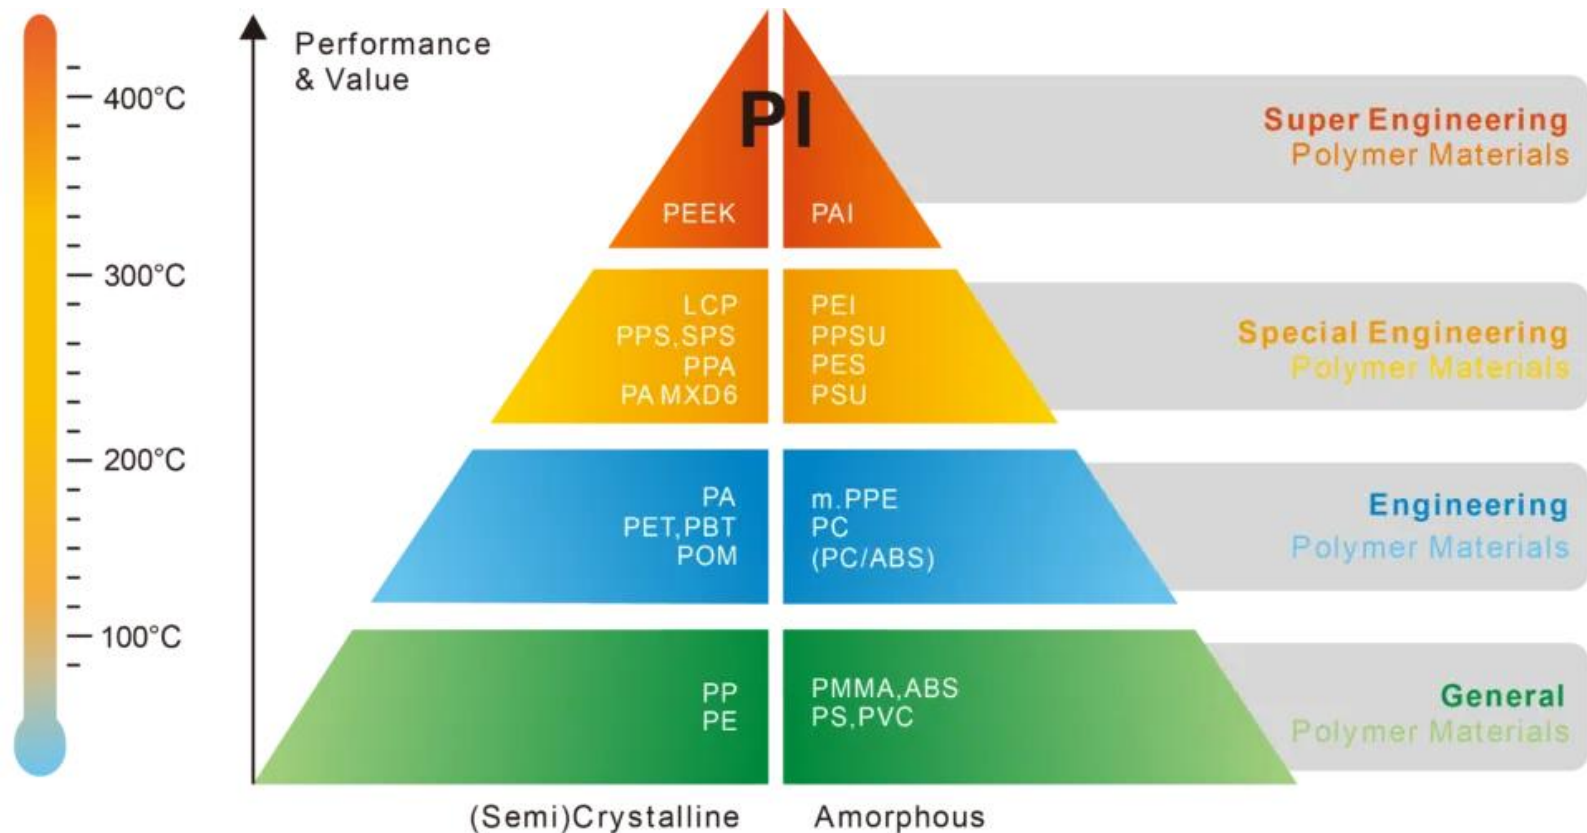 Performance
& Value
400°C
300°C
200°C
100°C
PI
PEEK
PAI
Super Engineering
Polymer Materials
LCP
PPS,SPS
PPA
PA MXD6
PEI
PPSU
PES
PSU
Special Engineering
Polymer Materials
PA
PET,PBT
POM
m.PPE
PC
(PC/ABS)
Engineering
Polymer Materials
PP
PE
PMMA,ABS
PS,PVC
General
Polymer Materials
(Semi)Crystalline
Amorphous